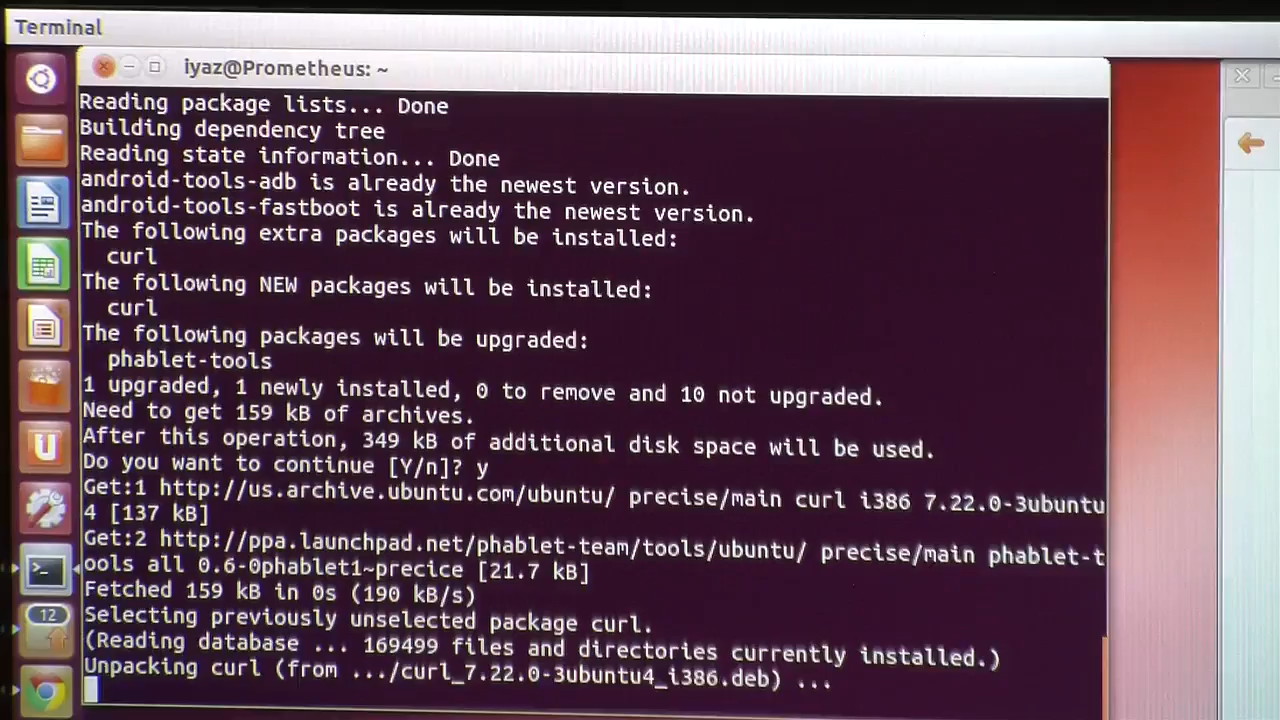 Terminal
iyaz@Prometheus: ~
Reading package lists... Done
Building dependency tree
Reading state information... Done
android-tools-adb is already the newest version.
android-tools-fastboot is already the newest version.
The following extra packages will be installed:
curl
The following NEW packages will be installed:
curl
The following packages will be upgraded:
phablet-tools
1 upgraded, 1 newly installed, 0 to remove and 10 not upgraded.
Need to get 159 kB of archives.
After this operation, 349 kB of additional disk space will be used.
Do you want to continue [Y/n]? y
Get:1 http://us.archive.ubuntu.com/ubuntu/ precise/main curl i386 7.22.0-3ubuntu
4 [137 kB]
Get:2 http://ppa.launchpad.net/phablet-team/tools/ubuntu/ precise/main phablet-t
ools all 0.6-0phablet1~precice [21.7 kB]
Fetched 159 kB in 0s (190 kB/s)
Selecting previously unselected package curl.
(Reading database ... 169499 files and directories currently installed.)
Unpacking curl (from .../curl_7.22.0-3ubuntu4_i386.deb) ...
U
>_
12